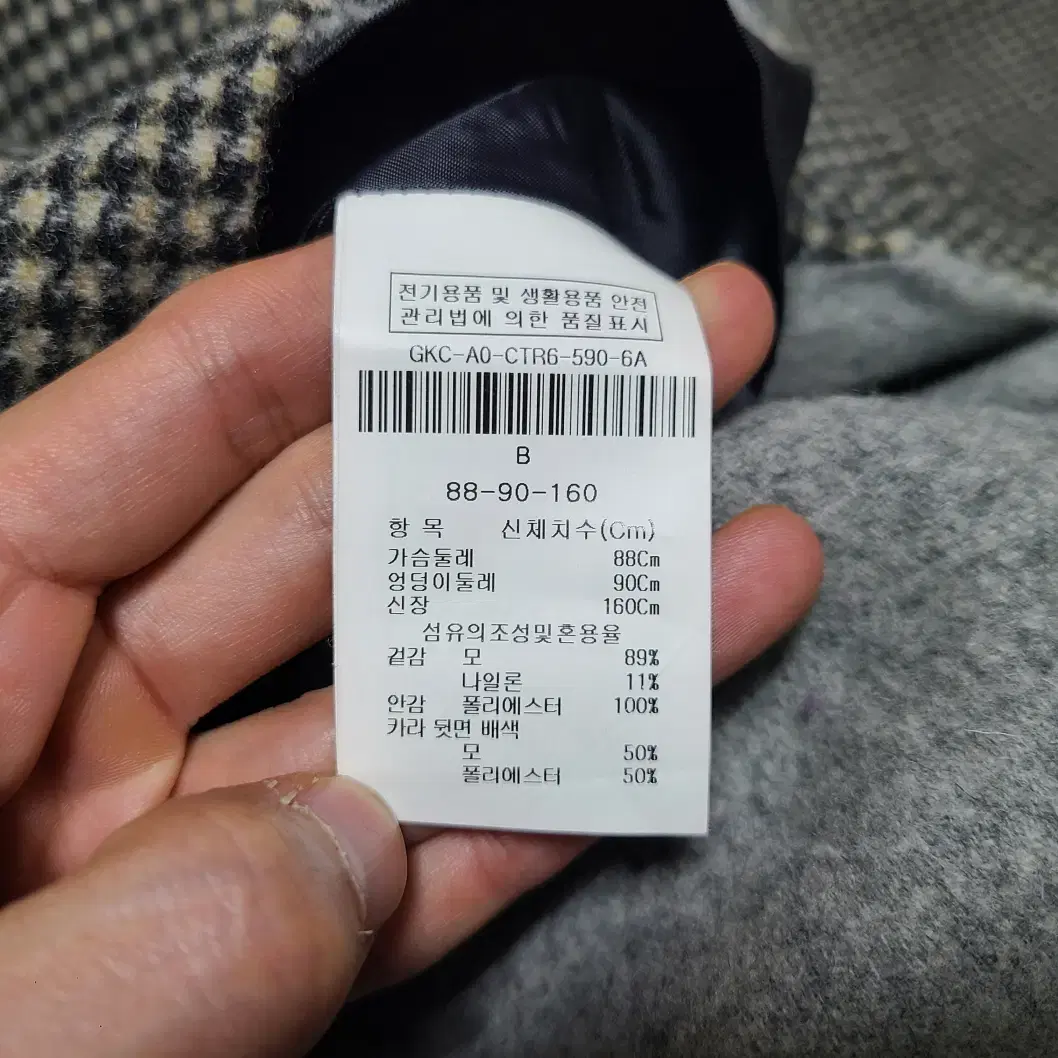 전기용품 및 생활용품 안전
관리법에 의한 품질표시
GKC-A0-CTR6-590-6A
B
88-90-160
항 목 신체치수(Cm)
가슴둘레 88Cm
엉덩이둘레 90Cm
신장 160Cm
섬유의조성및혼용율
겉감 모 89%
나일론 11%
안감 폴리에스터 100%
카라 뒷면 배색
모 50%
폴리에스터 50%